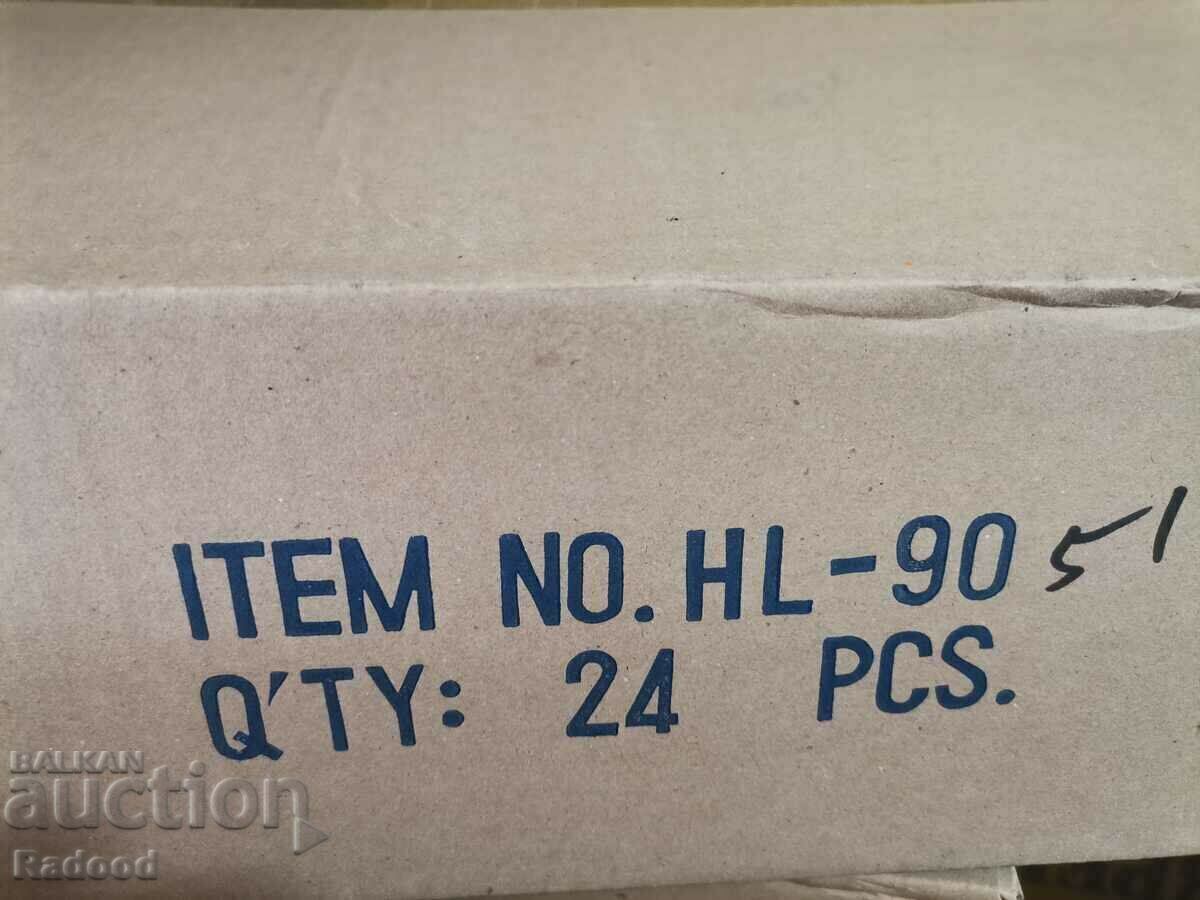 ITEM NO. HL-90 51
Q'TY: 24 PCS.
BALKAN
auction
Radood